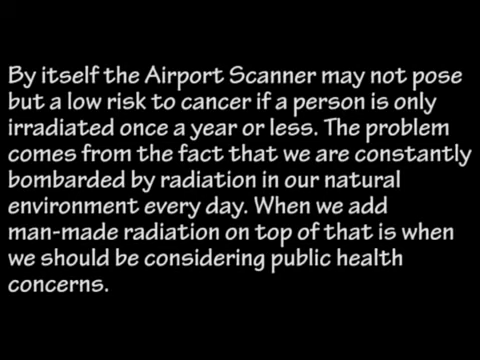 By itself the Airport Scanner may not pose
but a low risk to cancer if a person is only
irradiated once a year or less. The problem
comes from the fact that we are constantly
bombarded by radiation in our natural
environment every day. When we add
man-made radiation on top of that is when
we should be considering public health
concerns.